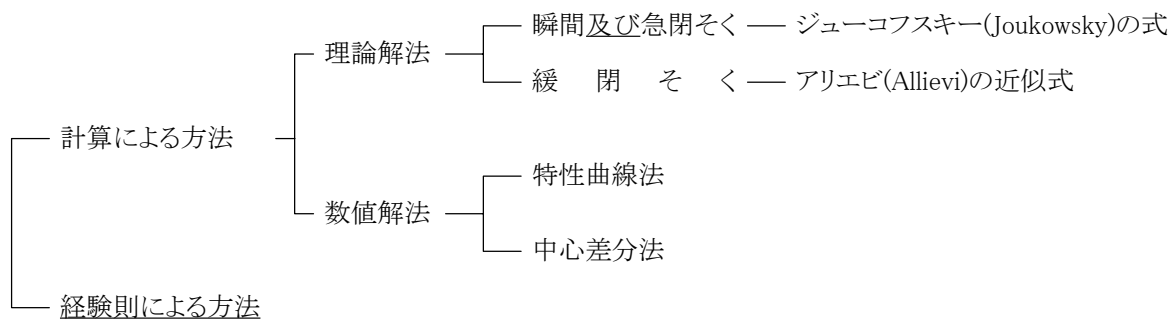 瞬間及び急閉そく ジューコフスキー(Joukowsky)の式
理論解法
緩閉そく アリエビ(Allievi)の近似式
計算による方法
特性曲線法
数値解法
中心差分法
経験則による方法